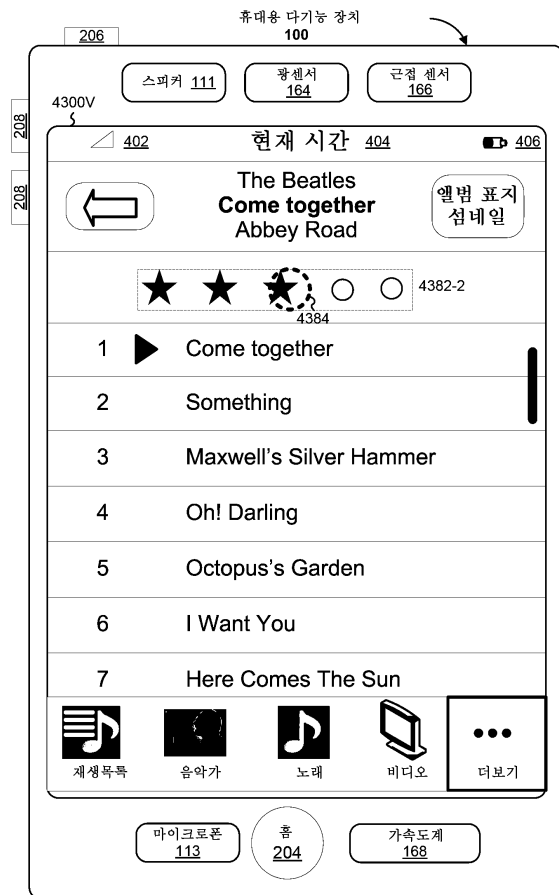 휴대용 다기능 장치
100
206
스피커 111
광센서
164
근접 센서
166
4300V
208
208
402
현재 시간 404
406
The Beatles
Come together
Abbey Road
앨범 표지
섬네일
4382-2
4384
1 Come together
2 Something
3 Maxwell's Silver Hammer
4 Oh! Darling
5 Octopus's Garden
6 I Want You
7 Here Comes The Sun
재생목록
음악가
노래
비디오
더보기
마이크로폰
113
홈
204
가속도계
168